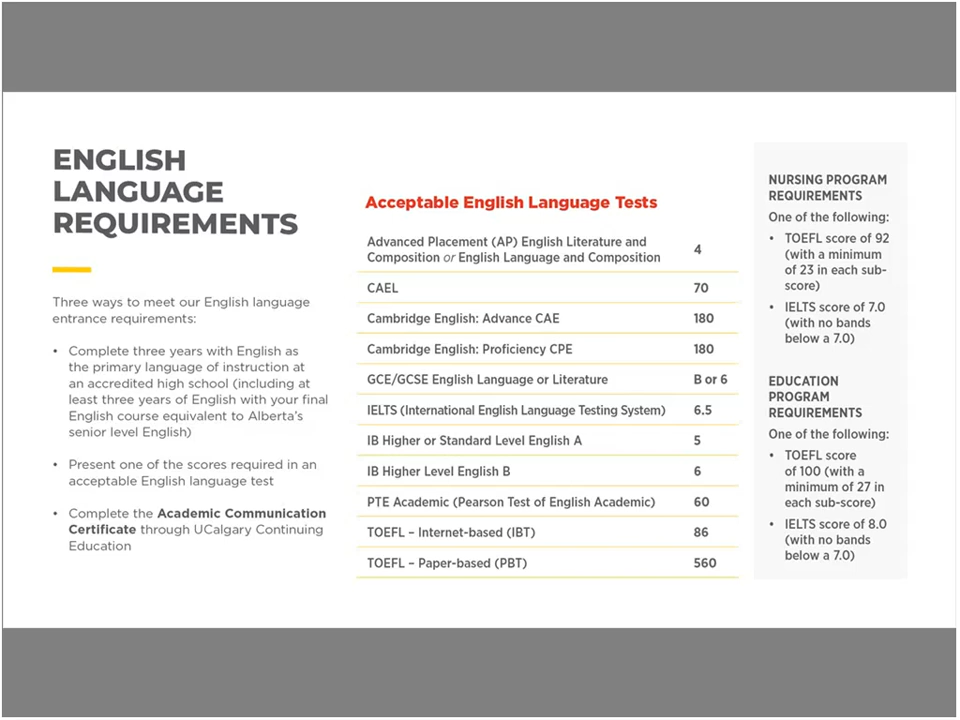 ENGLISH
LANGUAGE
REQUIREMENTS
Three ways to meet our English language
entrance requirements:
• Complete three years with English as
the primary language of instruction at
an accredited high school (including at
least three years of English with your final
English course equivalent to Alberta's
senior level English)
• Present one of the scores required in an
acceptable English language test
• Complete the Academic Communication
Certificate through UCalgary Continuing
Education
Acceptable English Language Tests
Advanced Placement (AP) English Literature and
Composition or English Language and Composition 4
CAEL 70
Cambridge English: Advance CAE 180
Cambridge English: Proficiency CPE 180
GCE/GCSE English Language or Literature B or 6
IELTS (International English Language Testing System) 6.5
IB Higher or Standard Level English A 5
IB Higher Level English B 6
PTE Academic (Pearson Test of English Academic) 60
TOEFL – Internet-based (IBT) 86
TOEFL – Paper-based (PBT) 560
NURSING PROGRAM
REQUIREMENTS
One of the following:
• TOEFL score of 92
(with a minimum
of 23 in each sub-
score)
• IELTS score of 7.0
(with no bands
below a 7.0)
EDUCATION
PROGRAM
REQUIREMENTS
One of the following:
• TOEFL score
of 100 (with a
minimum of 27 in
each sub-score)
• IELTS score of 8.0
(with no bands
below a 7.0)